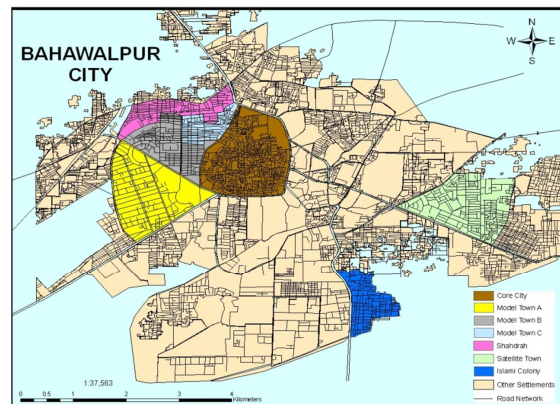 BAHAWALPUR
CITY
N
W E
S
Core City
Model Town A
Model Town B
Model Town C
Shahdrah
Satellite Town
Islami Colony
Other Settlements
Road Network
1:37,563
0 0.5 1 2 3 4
Kilometers